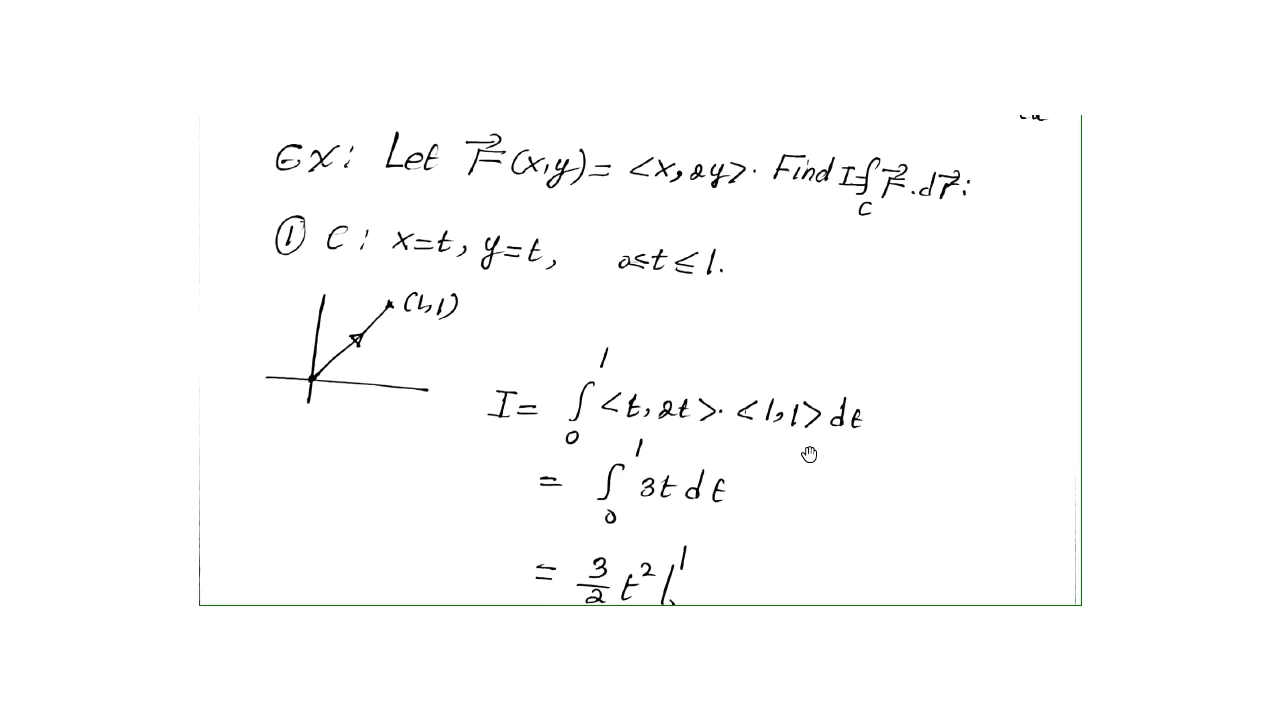 Ex: Let F⃗(x,y) = <x, 2y>. Find I=∫_C F⃗.dr⃗:
① C: x=t, y=t, 0≤t≤1.
(1,1)
I = ∫_0^1 <t, 2t>. <1,1> dt
= ∫_0^1 3t dt
= 3/2 t² |^1